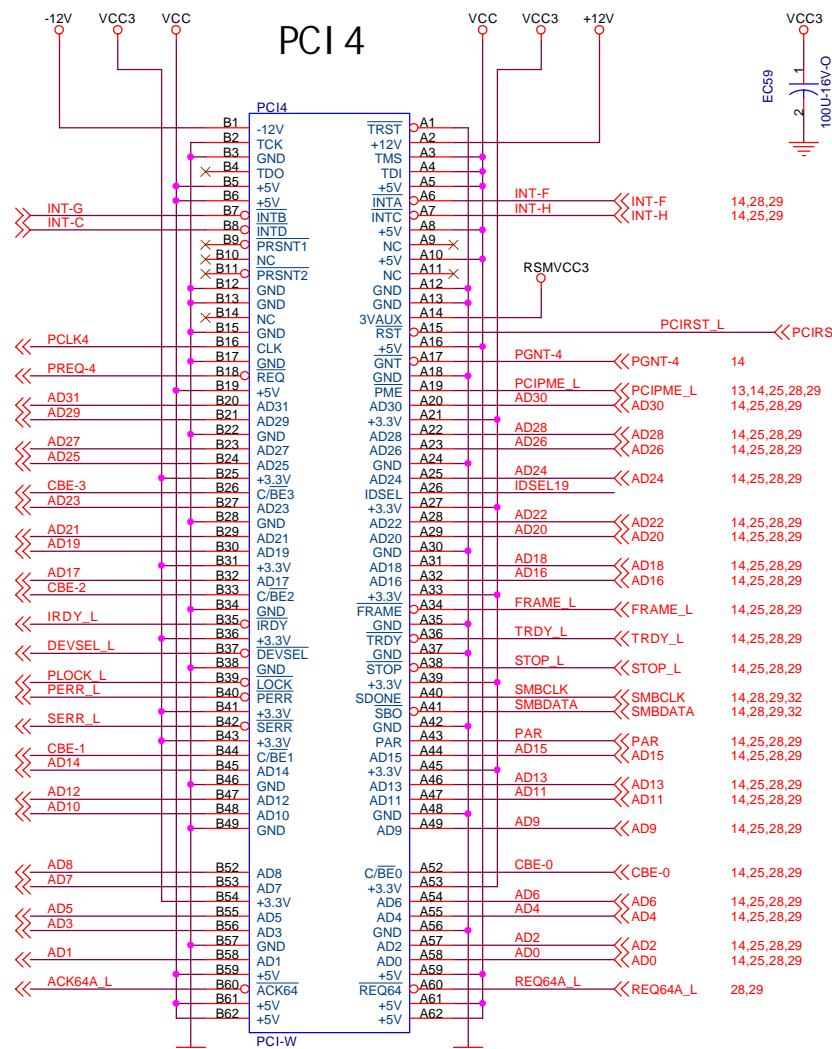 -12V VCC3 VCC PCI 4 VCC VCC3 +12V VCC3
EC59 1 2 100U-16V-O
PCI4
B1 -12V TRST A1
B2 TCK +12V A2
B3 GND TMS A3
B4 TDO TDI A4
B5 +5V +5V A5
INT-G B6 +5V INTA A6 INT-F INT-F 14,28,29
INT-C B7 INTB INTC A7 INT-H INT-H 14,25,29
B8 INTD +5V A8
B9 PRSNT1 NC A9
B10 NC +5V A10
B11 PRSNT2 NC A11
B12 GND GND A12 RSMVCC3
B13 GND GND A13
B14 NC 3VAUX A14
B15 GND RST A15 PCIRST_L PCIRS
PCLK4 B16 CLK +5V A16
B17 GND GNT A17 PGNT-4 PGNT-4 14
PREQ-4 B18 REQ GND A18
B19 +5V PME A19 PCIPME_L PCIPME_L 13,14,25,28,29
AD31 B20 AD31 AD30 A20 AD30 AD30 14,25,28,29
AD29 B21 AD29 +3.3V A21
B22 GND AD28 A22 AD28 AD28 14,25,28,29
AD27 B23 AD27 AD26 A23 AD26 AD26 14,25,28,29
AD25 B24 AD25 GND A24
B25 +3.3V AD24 A25 AD24 AD24 14,25,28,29
CBE-3 B26 C/BE3 IDSEL A26 IDSEL19
AD23 B27 AD23 +3.3V A27
B28 GND AD22 A28 AD22 AD22 14,25,28,29
AD21 B29 AD21 AD20 A29 AD20 AD20 14,25,28,29
AD19 B30 AD19 GND A30
B31 +3.3V AD18 A31 AD18 AD18 14,25,28,29
AD17 B32 AD17 AD16 A32 AD16 AD16 14,25,28,29
CBE-2 B33 C/BE2 +3.3V A33
B34 GND FRAME A34 FRAME_L FRAME_L 14,25,28,29
IRDY_L B35 IRDY GND A35
B36 +3.3V TRDY A36 TRDY_L TRDY_L 14,25,28,29
DEVSEL_L B37 DEVSEL GND A37
B38 GND STOP A38 STOP_L STOP_L 14,25,28,29
PLOCK_L B39 LOCK +3.3V A39
PERR_L B40 PERR SDONE A40 SMBCLK SMBCLK 14,28,29,32
B41 +3.3V SBO A41 SMBDATA SMBDATA 14,28,29,32
SERR_L B42 SERR GND A42
B43 +3.3V PAR A43 PAR PAR 14,25,28,29
CBE-1 B44 C/BE1 AD15 A44 AD15 AD15 14,25,28,29
AD14 B45 AD14 +3.3V A45
B46 GND AD13 A46 AD13 AD13 14,25,28,29
AD12 B47 AD12 AD11 A47 AD11 AD11 14,25,28,29
AD10 B48 AD10 GND A48
B49 GND AD9 A49 AD9 AD9 14,25,28,29
AD8 B52 AD8 C/BE0 A52 CBE-0 CBE-0 14,25,28,29
AD7 B53 AD7 +3.3V A53
B54 +3.3V AD6 A54 AD6 AD6 14,25,28,29
AD5 B55 AD5 AD4 A55 AD4 AD4 14,25,28,29
AD3 B56 AD3 GND A56
B57 GND AD2 A57 AD2 AD2 14,25,28,29
AD1 B58 AD1 AD0 A58 AD0 AD0 14,25,28,29
B59 +5V +5V A59
ACK64A_L B60 ACK64 REQ64 A60 REQ64A_L REQ64A_L 28,29
B61 +5V +5V A61
B62 +5V +5V A62
PCI-W